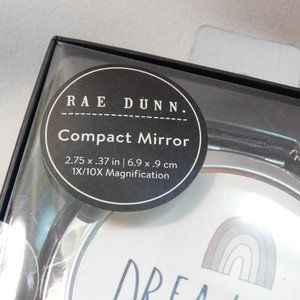 RAE DUNN.
Compact Mirror
2.75 x .37 in | 6.9 x .9 cm
1X/10X Magnification